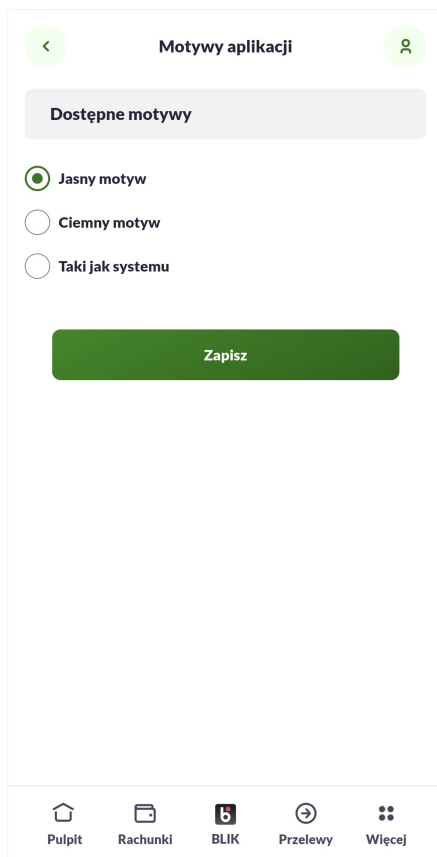 Motywy aplikacji
Dostępne motywy
Jasny motyw
Ciemny motyw
Taki jak systemu
Zapisz
Pulpit Rachunki BLIK Przelewy Więcej